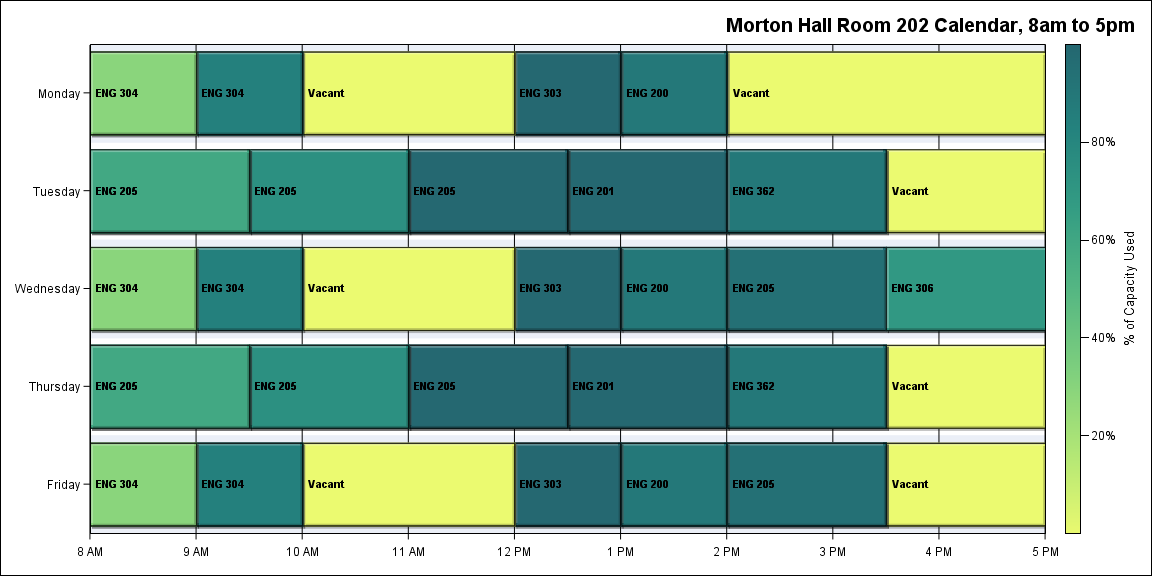 Morton Hall Room 202 Calendar, 8am to 5pm
Monday
ENG 304
ENG 304
Vacant
ENG 303
ENG 200
Vacant
Tuesday
ENG 205
ENG 205
ENG 205
ENG 201
ENG 362
Vacant
Wednesday
ENG 304
ENG 304
Vacant
ENG 303
ENG 200
ENG 205
ENG 306
Thursday
ENG 205
ENG 205
ENG 205
ENG 201
ENG 362
Vacant
Friday
ENG 304
ENG 304
Vacant
ENG 303
ENG 200
ENG 205
Vacant
8 AM
9 AM
10 AM
11 AM
12 PM
1 PM
2 PM
3 PM
4 PM
5 PM
80%
60%
40%
20%
% of Capacity Used